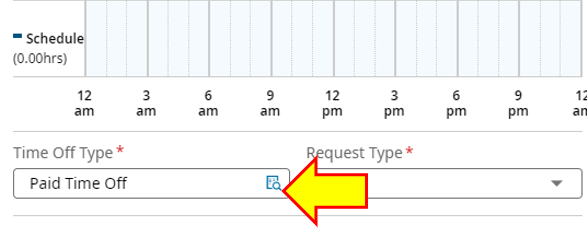 Schedule
(0.00hrs)
12 3 6 9 12 3 6 9 12
am am am am pm pm pm pm am
Time Off Type * Request Type *
Paid Time Off